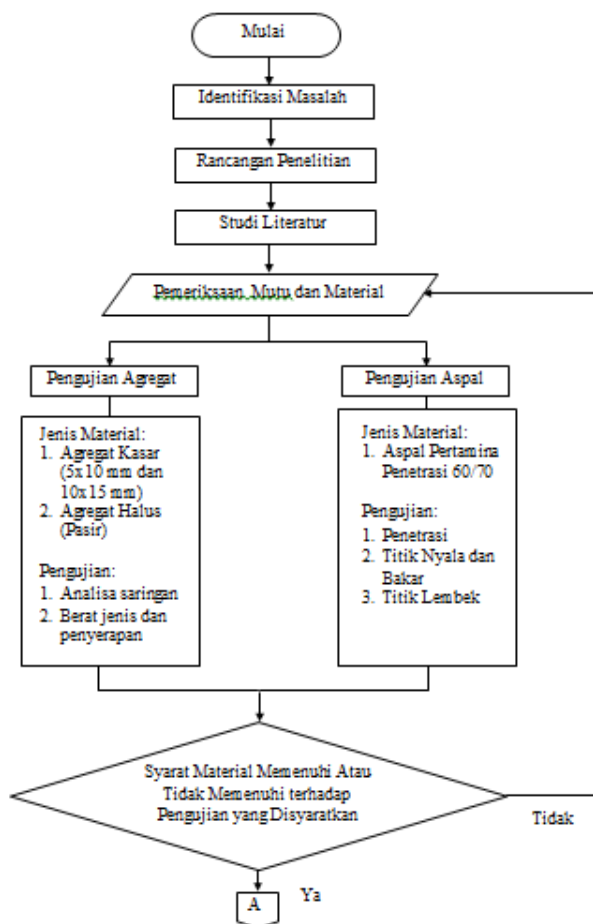 Mulai
Identifikasi Masalah
Rancangan Penelitian
Studi Literatur
Pemeriksaan Mutu dan Material
Pengujian Agregat
Jenis Material:
1. Agregat Kasar
(5x10 mm dan
10x15 mm)
2. Agregat Halus
(Pasir)
Pengujian:
1. Analisa saringan
2. Berat jenis dan
penyerapan
Pengujian Aspal
Jenis Material:
1. Aspal Pertamina
Penetrasi 60/70
Pengujian:
1. Penetrasi
2. Titik Nyala dan
Bakar
3. Titik Lembek
Syarat Material Memenuhi Atau
Tidak Memenuhi terhadap
Pengujian yang Disyaratkan
Tidak
Ya
A